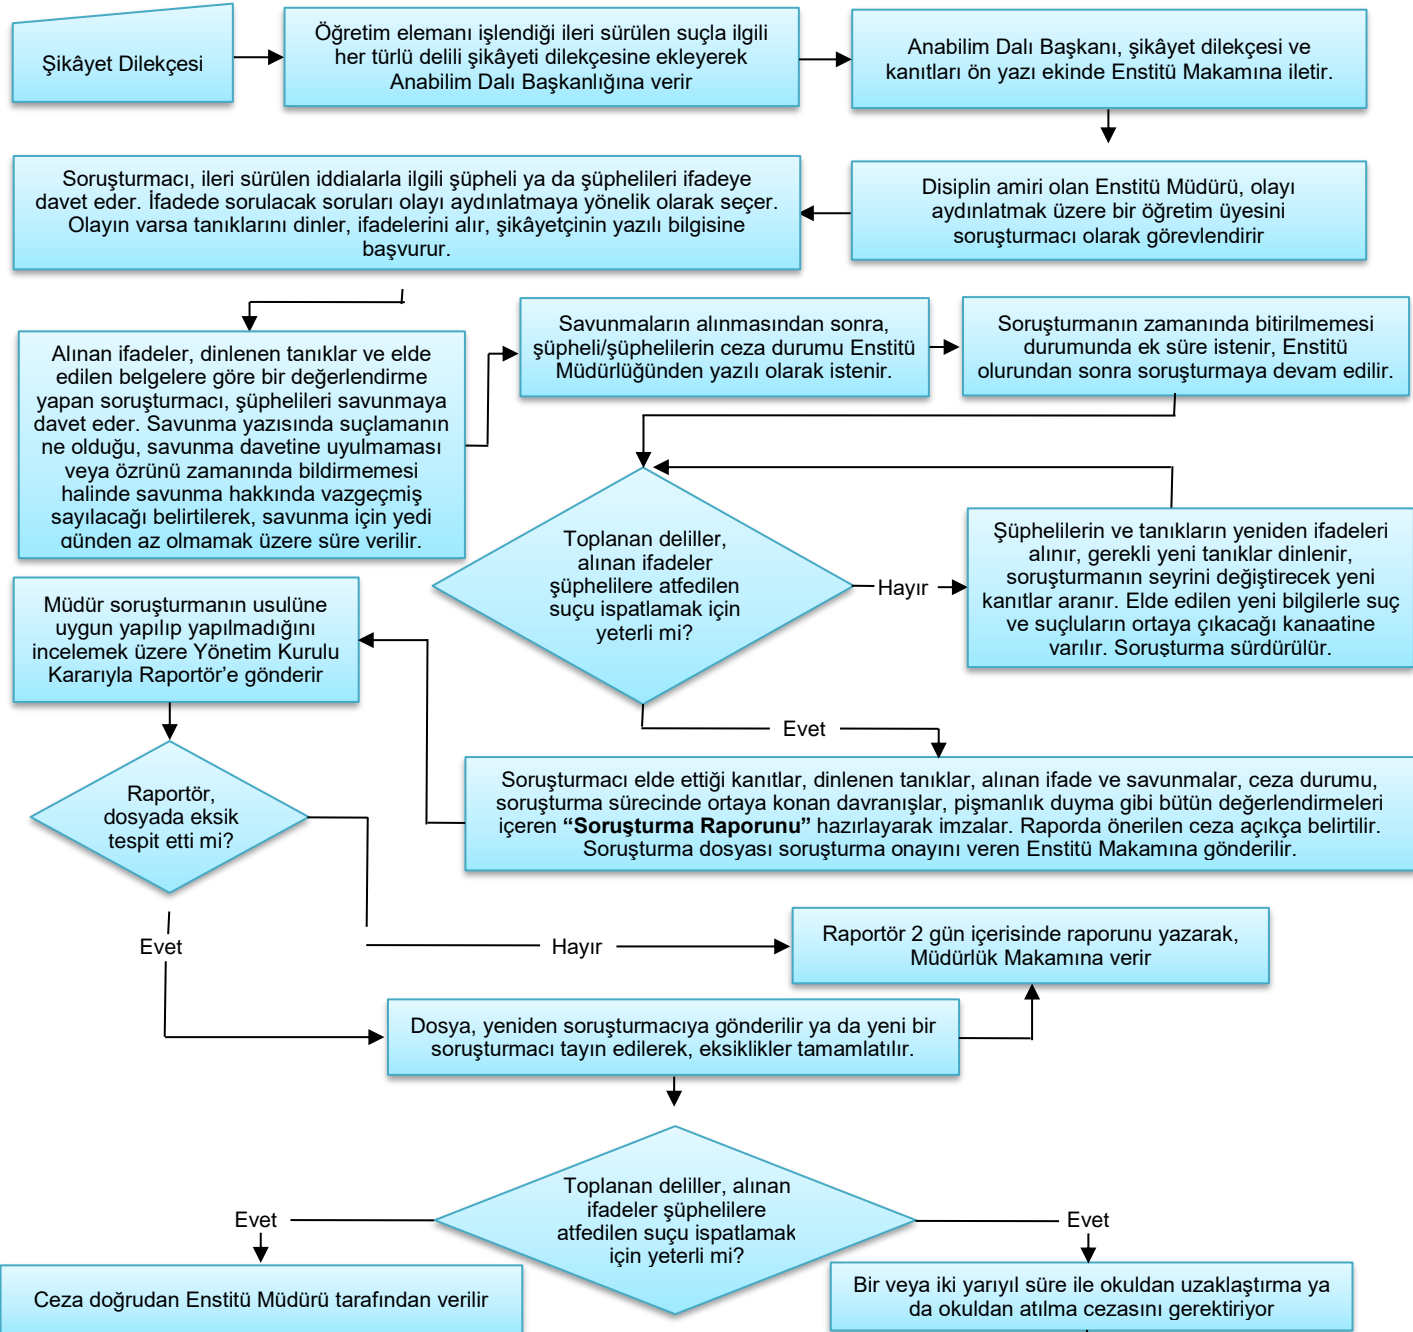 Şikâyet Dilekçesi
Öğretim elemanı işlendiği ileri sürülen suçla ilgili
her türlü delili şikâyeti dilekçesine ekleyerek
Anabilim Dalı Başkanlığına verir
Anabilim Dalı Başkanı, şikâyet dilekçesi ve
kanıtları ön yazı ekinde Enstitü Makamına iletir.
Disiplin amiri olan Enstitü Müdürü, olayı
aydınlatmak üzere bir öğretim üyesini
soruşturmacı olarak görevlendirir
Soruşturmacı, ileri sürülen iddialarla ilgili şüpheli ya da şüphelileri ifadeye
davet eder. İfadede sorulacak soruları olayı aydınlatmaya yönelik olarak seçer.
Olayın varsa tanıklarını dinler, ifadelerini alır, şikâyetçinin yazılı bilgisine
başvurur.
Alınan ifadeler, dinlenen tanıklar ve elde
edilen belgelere göre bir değerlendirme
yapan soruşturmacı, şüphelileri savunmaya
davet eder. Savunma yazısında suçlamanın
ne olduğu, savunma davetine uyulmaması
veya özrünü zamanında bildirmemesi
halinde savunma hakkında vazgeçmiş
sayılacağı belirtilerek, savunma için yedi
günden az olmamak üzere süre verilir.
Savunmaların alınmasından sonra,
şüpheli/şüphelilerin ceza durumu Enstitü
Müdürlüğünden yazılı olarak istenir.
Soruşturmanın zamanında bitirilmemesi
durumunda ek süre istenir, Enstitü
olurundan sonra soruşturmaya devam edilir.
Toplanan deliller,
alınan ifadeler
şüphelilere atfedilen
suçu ispatlamak için
yeterli mi?
Hayır
Şüphelilerin ve tanıkların yeniden ifadeleri
alınır, gerekli yeni tanıklar dinlenir,
soruşturmanın seyrini değiştirecek yeni
kanıtlar aranır. Elde edilen yeni bilgilerle suç
ve suçluların ortaya çıkacağı kanaatine
varılır. Soruşturma sürdürülür.
Evet
Soruşturmacı elde ettiği kanıtlar, dinlenen tanıklar, alınan ifade ve savunmalar, ceza durumu,
soruşturma sürecinde ortaya konan davranışlar, pişmanlık duyma gibi bütün değerlendirmeleri
içeren “Soruşturma Raporunu” hazırlayarak imzalar. Raporda önerilen ceza açıkça belirtilir.
Soruşturma dosyası soruşturma onayını veren Enstitü Makamına gönderilir.
Müdür soruşturmanın usulüne
uygun yapılıp yapılmadığını
incelemek üzere Yönetim Kurulu
Kararıyla Raportör’e gönderir
Raportör,
dosyada eksik
tespit etti mi?
Evet
Hayır
Raportör 2 gün içerisinde raporunu yazarak,
Müdürlük Makamına verir
Dosya, yeniden soruşturmacıya gönderilir ya da yeni bir
soruşturmacı tayin edilerek, eksiklikler tamamlatılır.
Toplanan deliller, alınan
ifadeler şüphelilere
atfedilen suçu ispatlamak
için yeterli mi?
Evet
Evet
Ceza doğrudan Enstitü Müdürü tarafından verilir
Bir veya iki yarıyıl süre ile okuldan uzaklaştırma ya
da okuldan atılma cezasını gerektiriyor